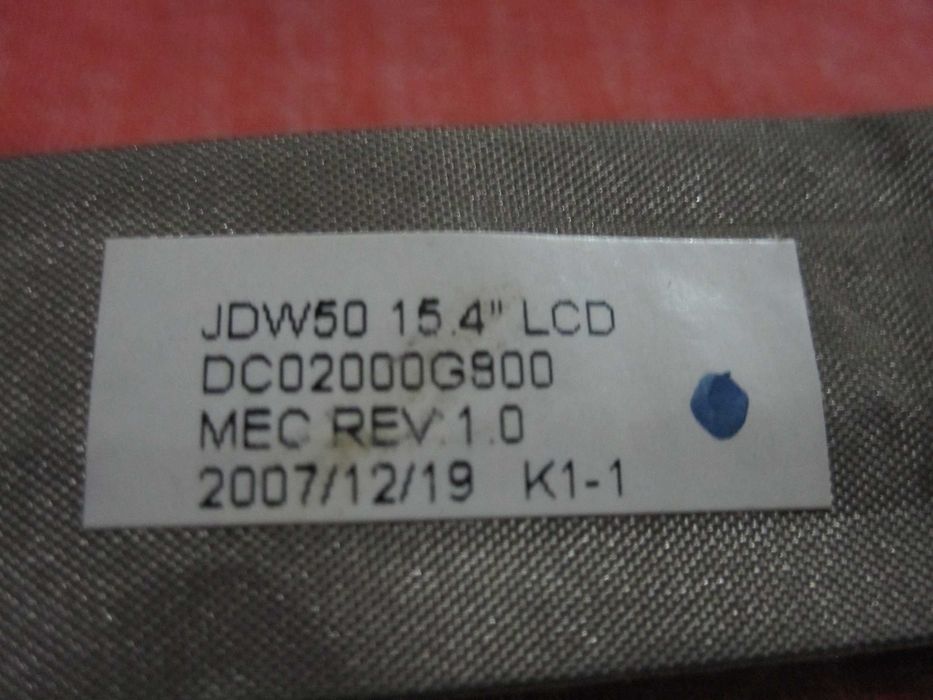 JDW50 15.4" LCD
DC02000G800
MEC REV.1.0
2007/12/19 K1-1